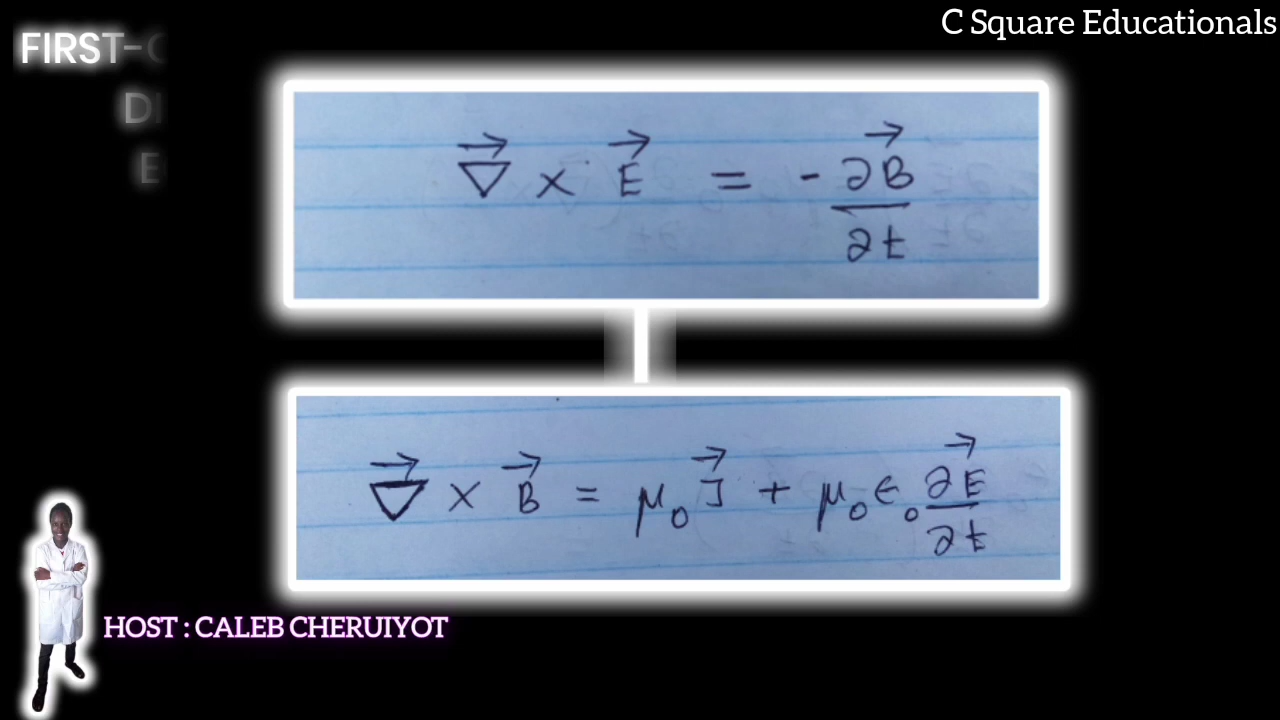 C Square Educationals
FIRST-
∇⃗ × E⃗ = - ∂B⃗/∂t
∇⃗ × B⃗ = μ₀J⃗ + μ₀ϵ₀ ∂E⃗/∂t
HOST : CALEB CHERUIYOT